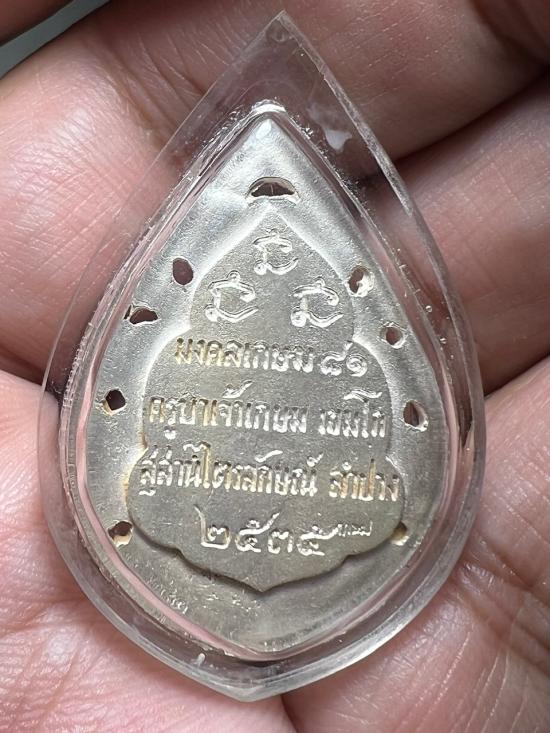 มงคลเกษม ๘๑
ครูบาเจ้าเกษม เขมโก
สุสานไตรลักษณ์ ลำปาง
๒๕๓๕